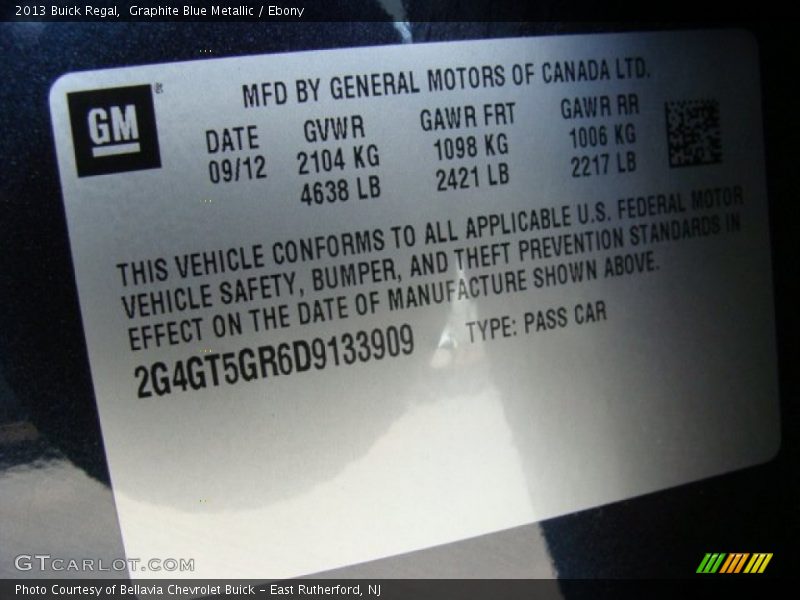 2013 Buick Regal,  Graphite Blue Metallic / Ebony
GM ®
MFD BY GENERAL MOTORS OF CANADA LTD.
DATE GVWR GAWR FRT GAWR RR
09/12 2104 KG 1098 KG 1006 KG
4638 LB 2421 LB 2217 LB
THIS VEHICLE CONFORMS TO ALL APPLICABLE U.S. FEDERAL MOTOR
VEHICLE SAFETY, BUMPER, AND THEFT PREVENTION STANDARDS IN
EFFECT ON THE DATE OF MANUFACTURE SHOWN ABOVE.
2G4GT5GR6D9133909 TYPE: PASS CAR
GTCARLOT.COM
Photo Courtesy of Bellavia Chevrolet Buick - East Rutherford, NJ